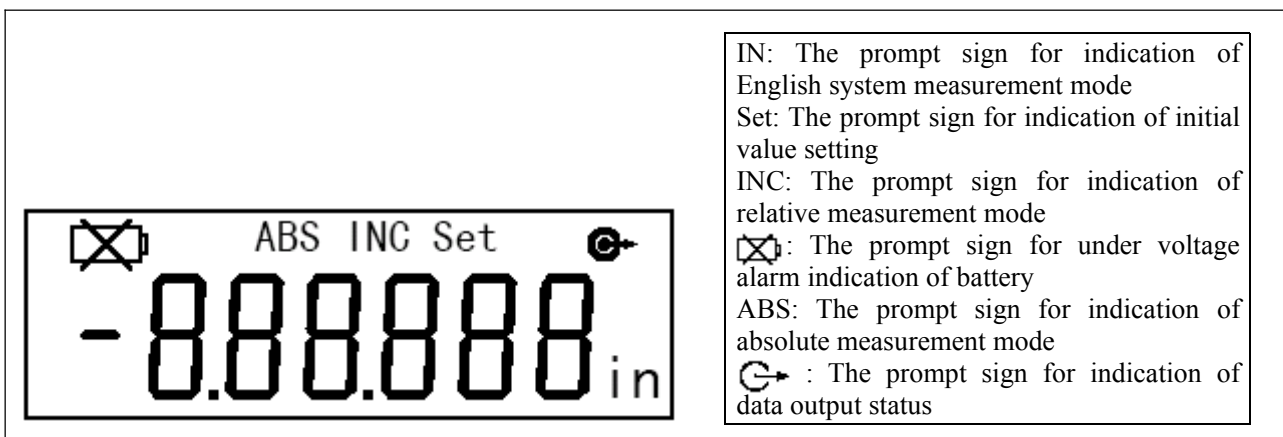 ABS INC Set
-8.88.888in
IN: The prompt sign for indication of
English system measurement mode
Set: The prompt sign for indication of initial
value setting
INC: The prompt sign for indication of
relative measurement mode
: The prompt sign for under voltage
alarm indication of battery
ABS: The prompt sign for indication of
absolute measurement mode
: The prompt sign for indication of
data output status